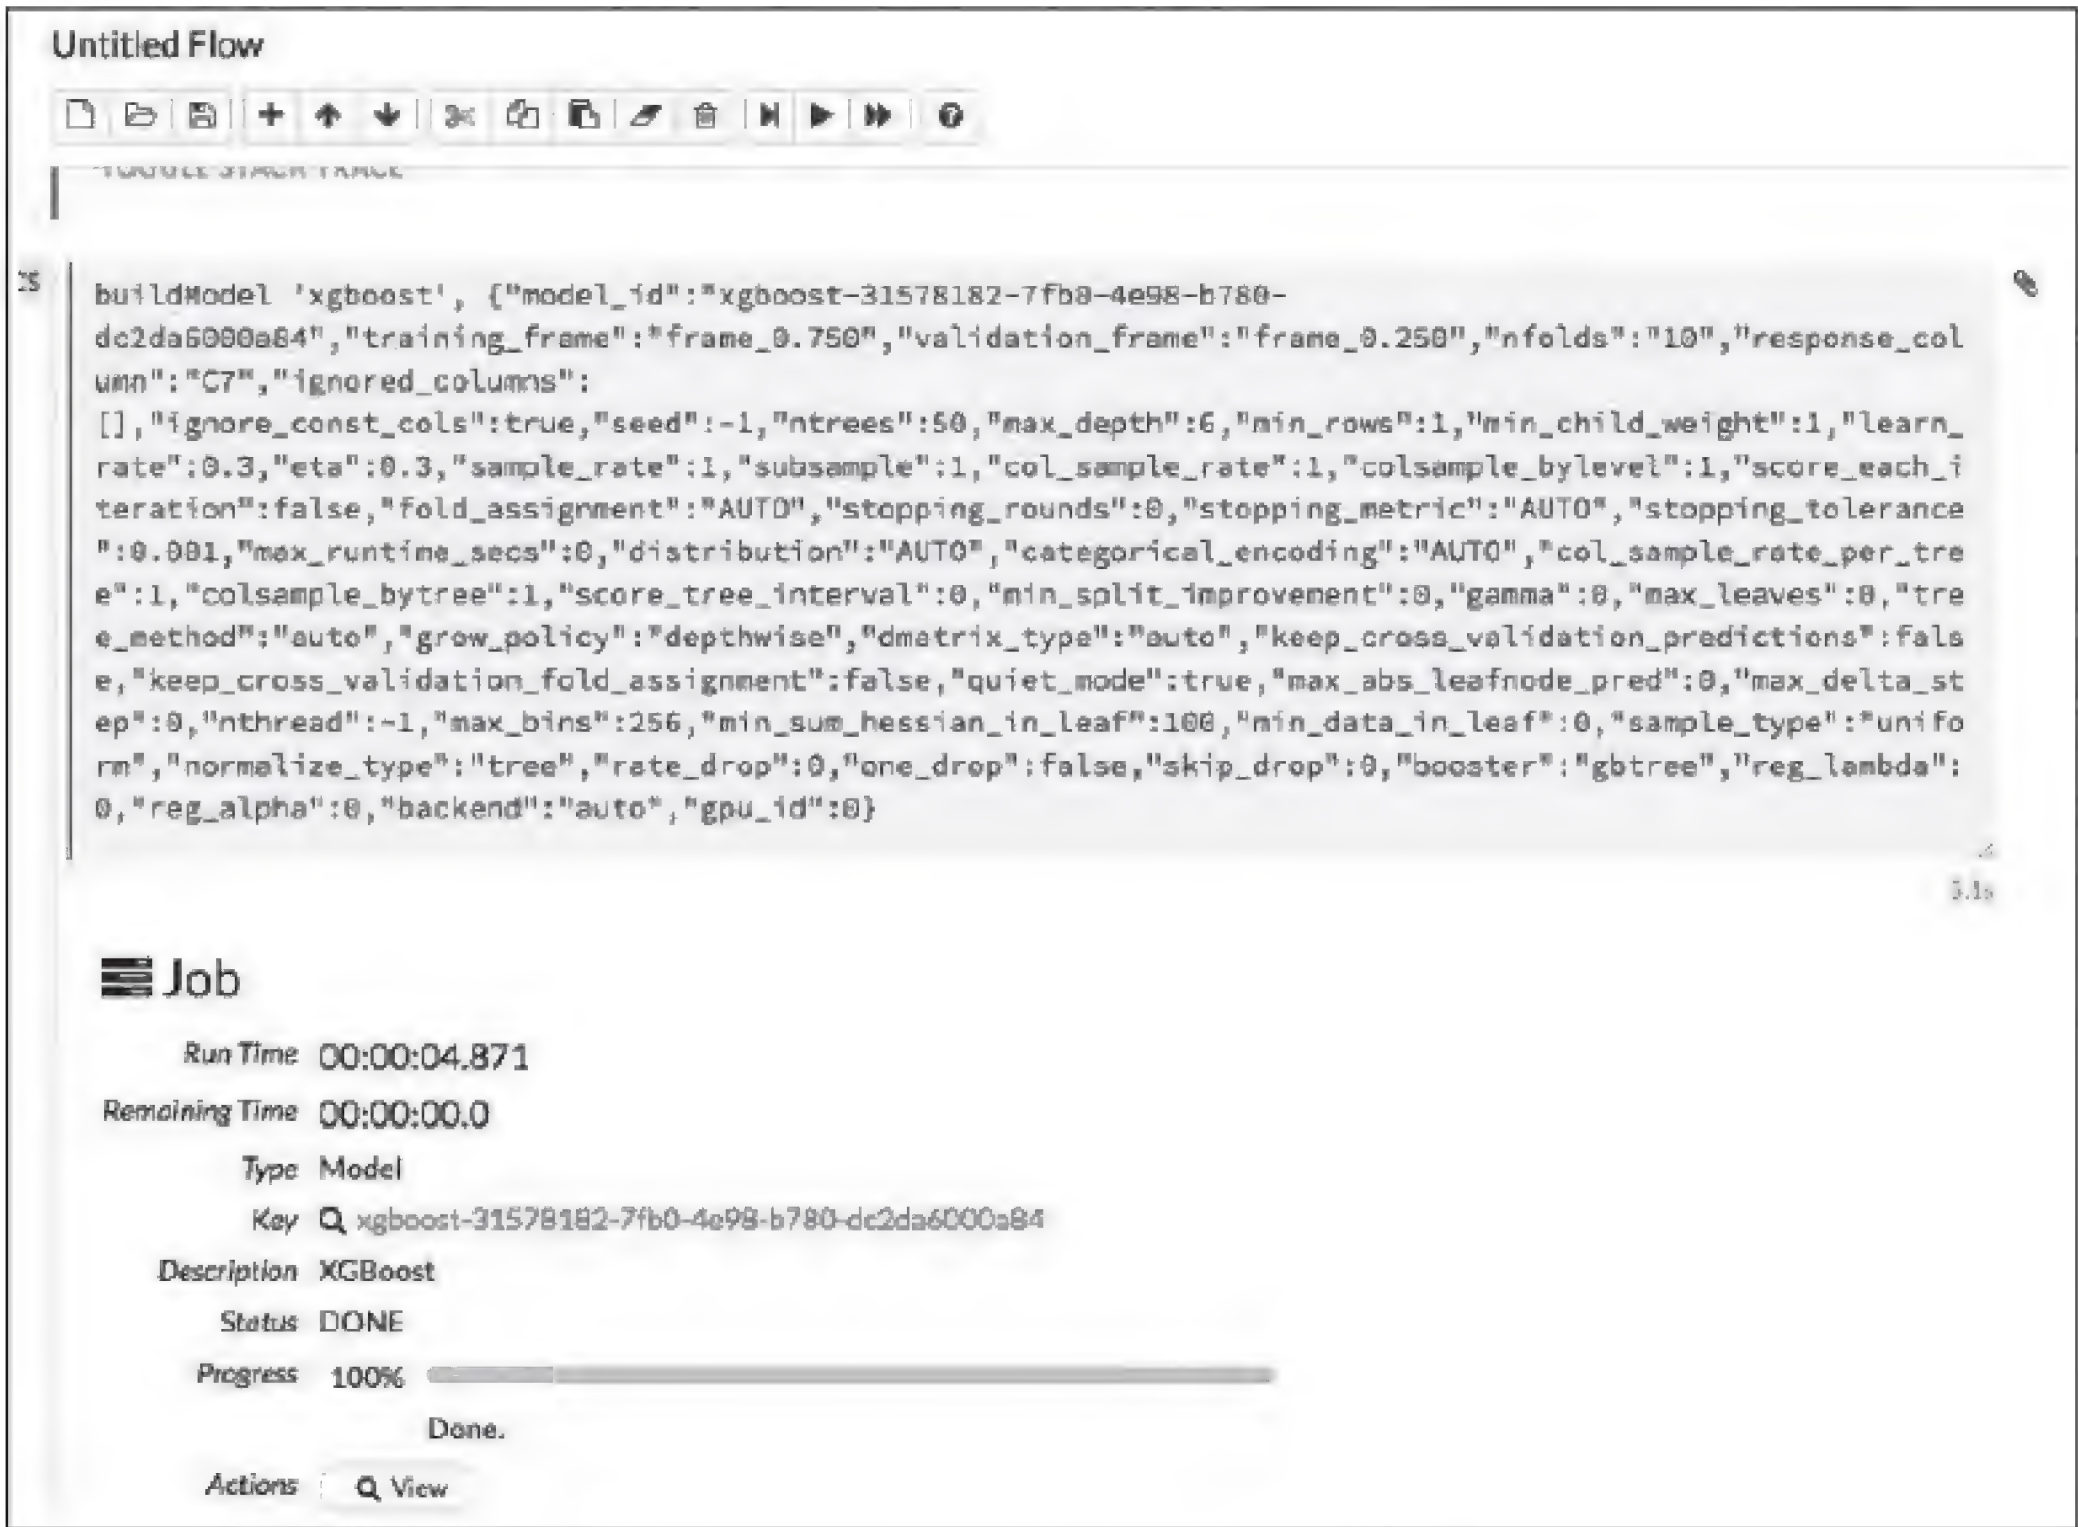 Untitled Flow
TOGGLE STACK TRACE
CS
buildModel 'xgboost', {"model_id":"xgboost-31578182-7fb0-4e98-b780-
dc2da6000a84","training_frame":"frame_0.750","validation_frame":"frame_0.250","nfolds":"10","response_col
umn":"C7","ignored_columns":
[],"ignore_const_cols":true,"seed":-1,"ntrees":50,"max_depth":6,"min_rows":1,"min_child_weight":1,"learn_
rate":0.3,"eta":0.3,"sample_rate":1,"subsample":1,"col_sample_rate":1,"colsample_bylevel":1,"score_each_i
teration":false,"fold_assignment":"AUTO","stopping_rounds":0,"stopping_metric":"AUTO","stopping_tolerance
":0.001,"max_runtime_secs":0,"distribution":"AUTO","categorical_encoding":"AUTO","col_sample_rate_per_tre
e":1,"colsample_bytree":1,"score_tree_interval":0,"min_split_improvement":0,"gamma":0,"max_leaves":0,"tre
e_method":"auto","grow_policy":"depthwise","dmatrix_type":"auto","keep_cross_validation_predictions":fals
e,"keep_cross_validation_fold_assignment":false,"quiet_mode":true,"max_abs_leafnode_pred":0,"max_delta_st
ep":0,"nthread":-1,"max_bins":256,"min_sum_hessian_in_leaf":100,"min_data_in_leaf":0,"sample_type":"unifo
rm","normalize_type":"tree","rate_drop":0,"one_drop":false,"skip_drop":0,"booster":"gbtree","reg_lambda":
0,"reg_alpha":0,"backend":"auto","gpu_id":0}
Job
Run Time 00:00:04.871
Remaining Time 00:00:00.0
Type Model
Key xgboost-31578182-7fb0-4e98-b780-dc2da6000a84
Description XGBoost
Status DONE
Progress 100%
Done.
Actions View